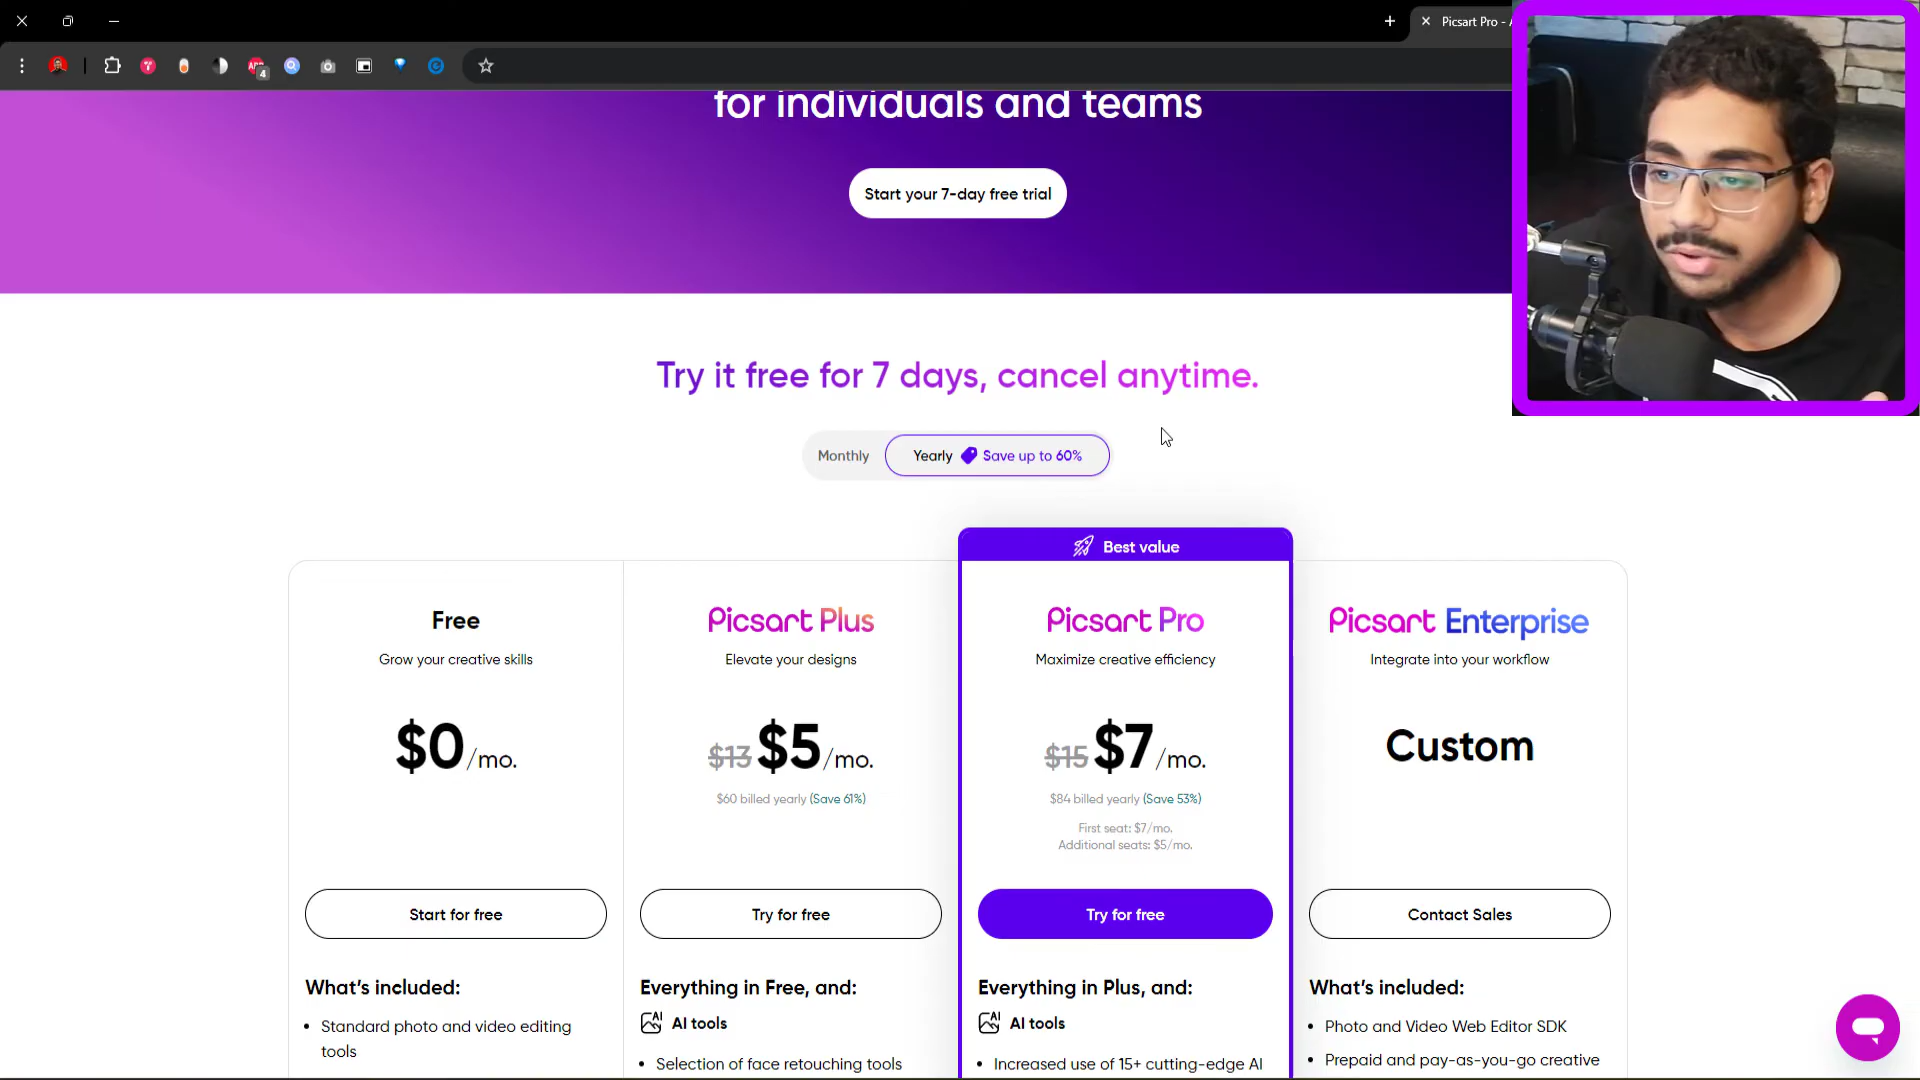 Picsart Pro -
4
for individuals and teams
Start your 7-day free trial
Try it free for 7 days, cancel anytime.
Monthly
Yearly Save up to 60%
Best value
Free
Grow your creative skills
$0/mo.
Start for free
What's included:
• Standard photo and video editing
tools
Picsart Plus
Elevate your designs
$13 $5/mo.
$60 billed yearly (Save 61%)
Try for free
Everything in Free, and:
AI tools
• Selection of face retouching tools
Picsart Pro
Maximize creative efficiency
$15 $7/mo.
$84 billed yearly (Save 53%)
First seat: $7/mo.
Additional seats: $5/mo.
Try for free
Everything in Plus, and:
AI tools
• Increased use of 15+ cutting-edge AI
Picsart Enterprise
Integrate into your workflow
Custom
Contact Sales
What's included:
• Photo and Video Web Editor SDK
• Prepaid and pay-as-you-go creative